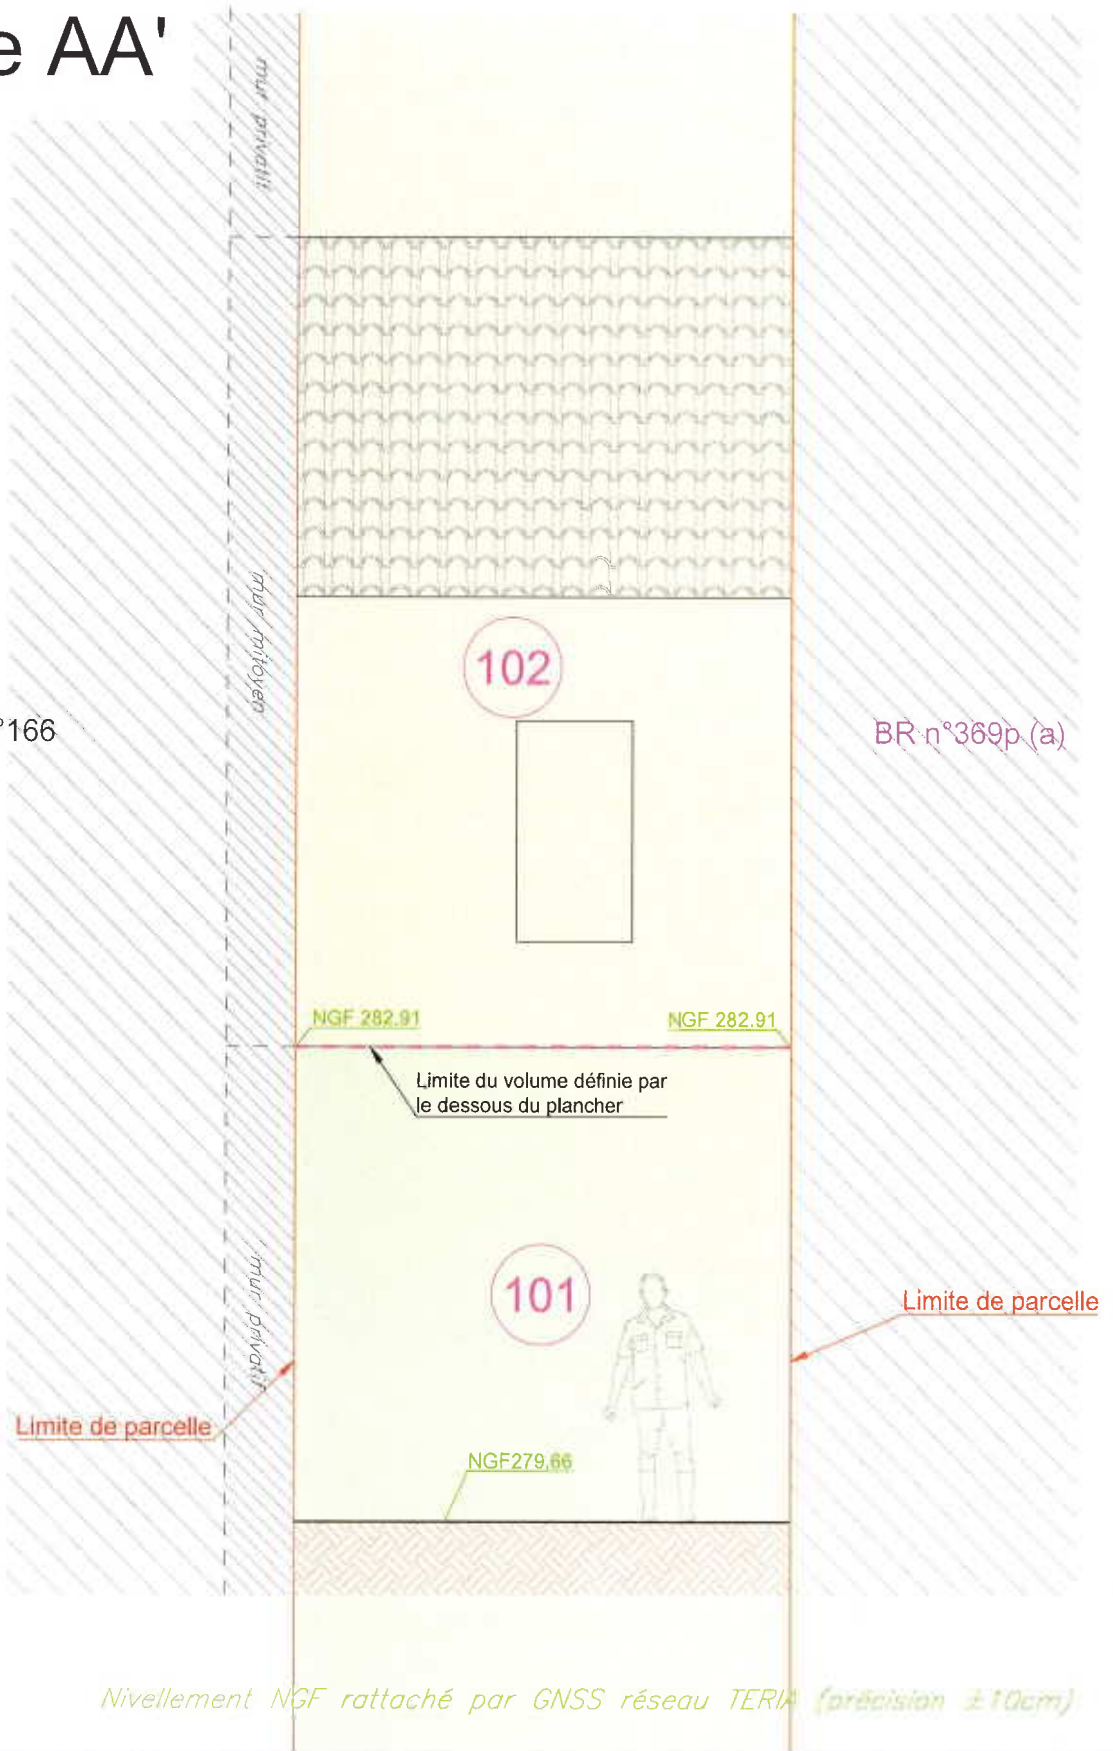 e AA'
mur privatif
102
mur mitoyen
°166
BR n°369p (a)
NGF 282.91
NGF 282.91
Limite du volume définie par
le dessous du plancher
101
mur privatif
Limite de parcelle
Limite de parcelle
NGF279,66
Nivellement NGF rattaché par GNSS réseau TERIA (précision ±10cm)